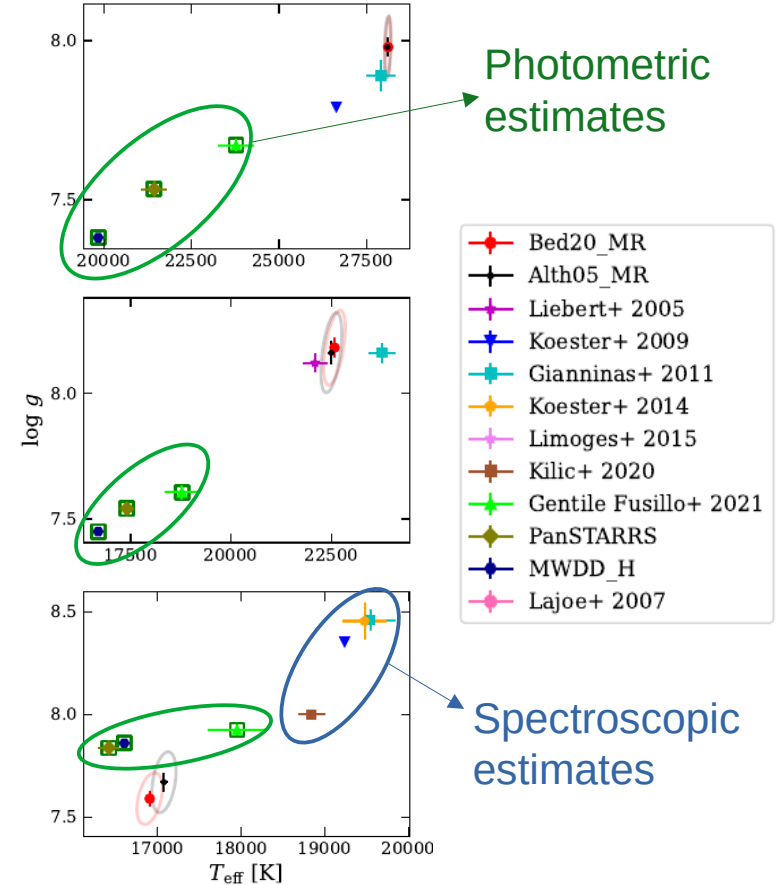 8.0
7.5
20000 22500 25000 27500
Photometric
estimates
8.0
7.5
17500 20000 22500
log g
Bed20_MR
Alth05_MR
Liebert+ 2005
Koester+ 2009
Gianninas+ 2011
Koester+ 2014
Limoges+ 2015
Kilic+ 2020
Gentile Fusillo+ 2021
PanSTARRS
MWDD_H
Lajoe+ 2007
8.5
8.0
7.5
17000 18000 19000 20000
Teff [K]
Spectroscopic
estimates